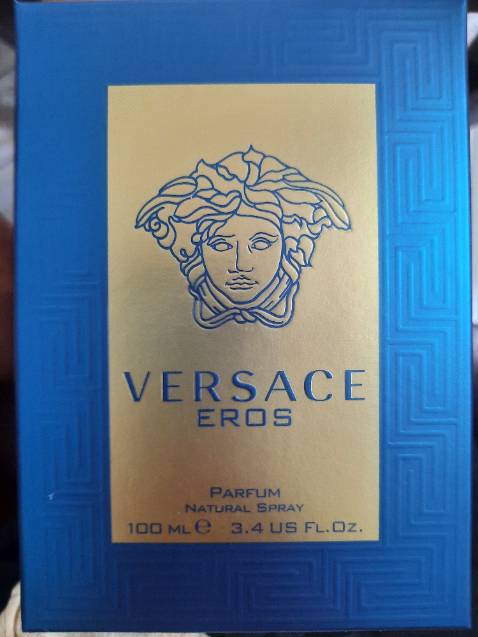 VERSACE
EROS
PARFUM
NATURAL SPRAY
100 ML ℮ 3.4 US FL.OZ.